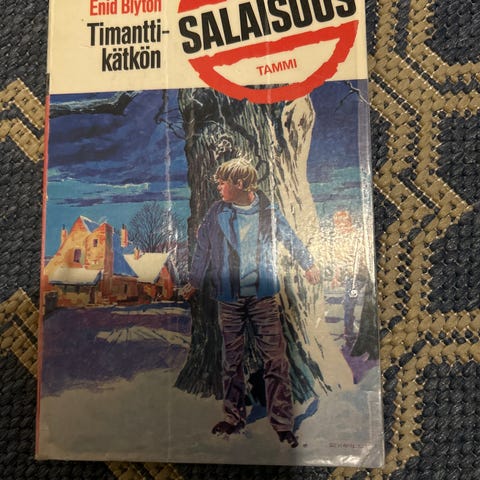 Enid Blyton
Timantti-
kätkön
SALAISUUS
TAMMI